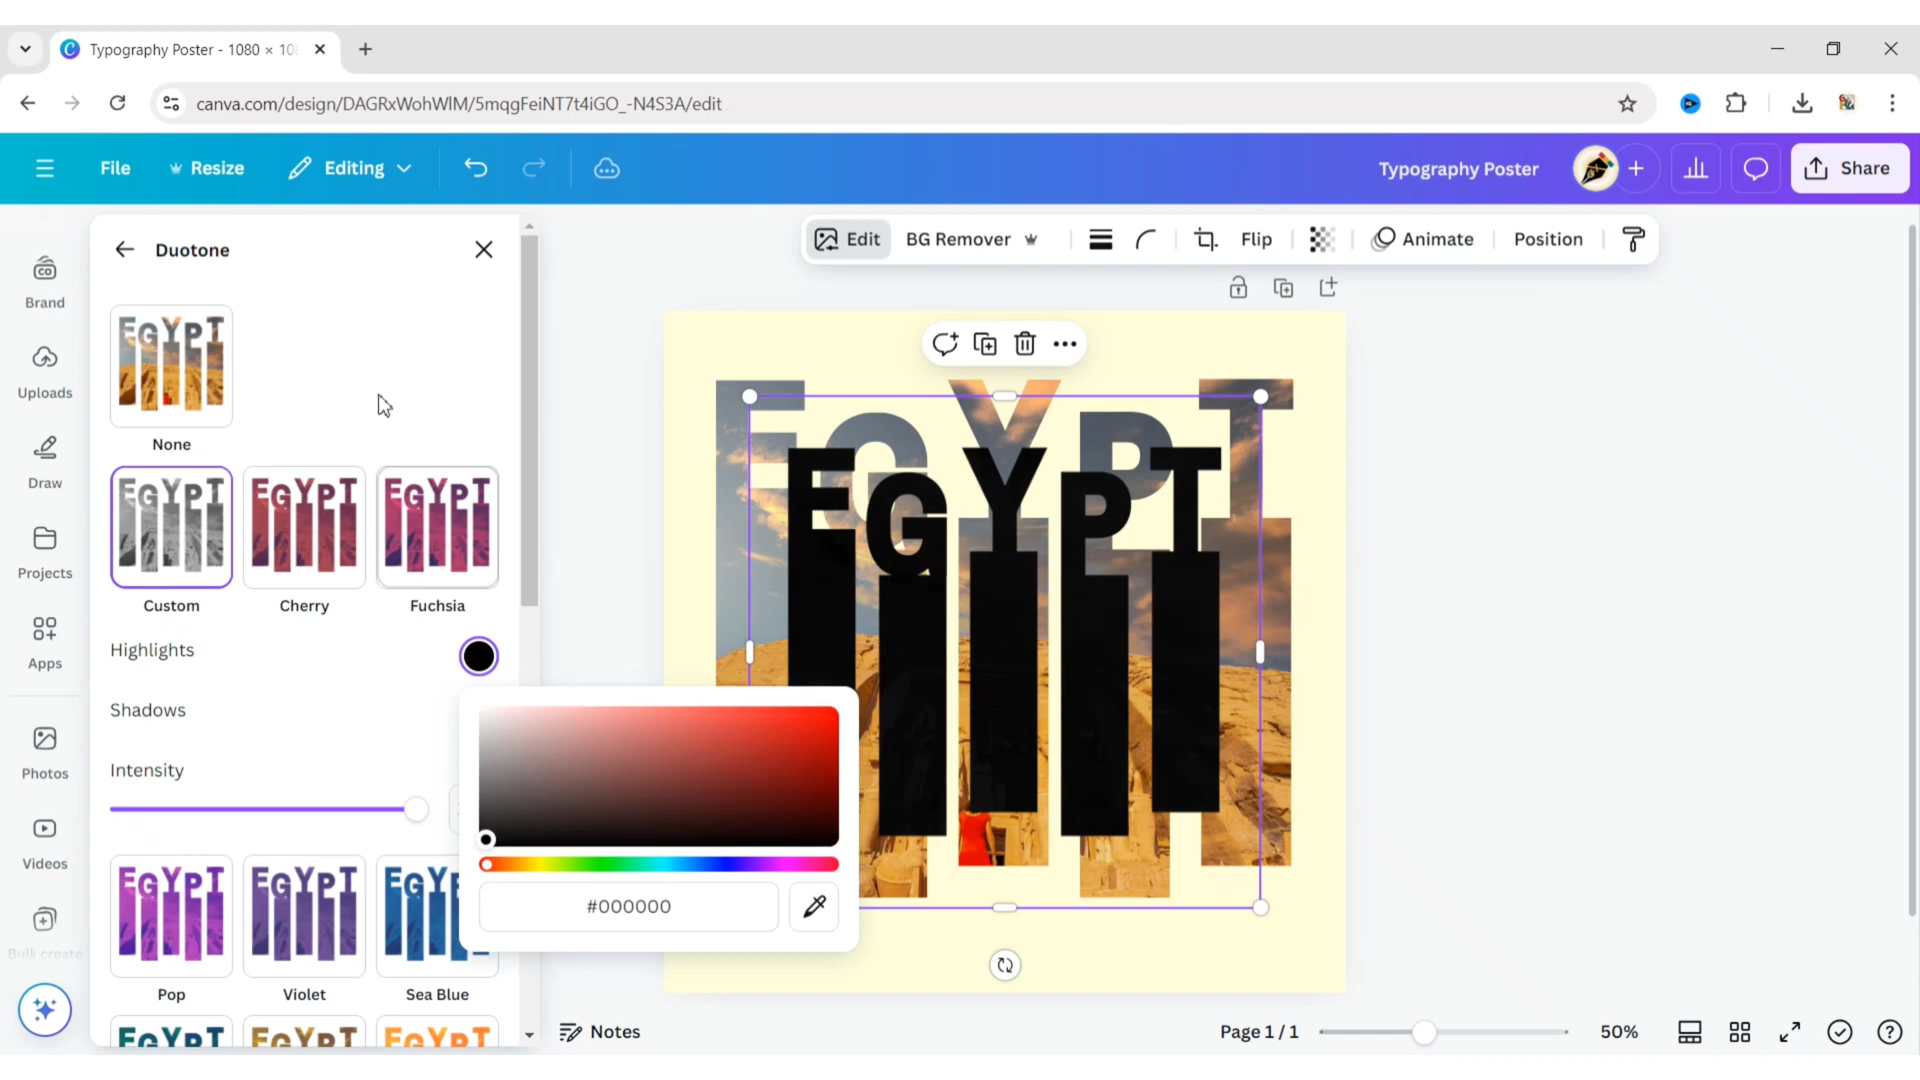 Typography Poster - 1080 × 10
canva.com/design/DAGRxWohWlM/5mqgFeiNT7t4iGO_-N4S3A/edit
File
Resize
Editing
Typography Poster
Share
Brand
Uploads
Draw
Projects
Apps
Photos
Videos
Bulk create
Duotone
EGYPT
None
EGYPT
EGYPT
EGYPT
Custom
Cherry
Fuchsia
Highlights
Shadows
Intensity
EGYPT
EGYPT
Pop
Violet
Sea Blue
EGYPT
EGYPT
EGYPT
#000000
Edit
BG Remover
Flip
Animate
Position
EGYPT
EGYPT
Notes
Page 1 / 1
50%